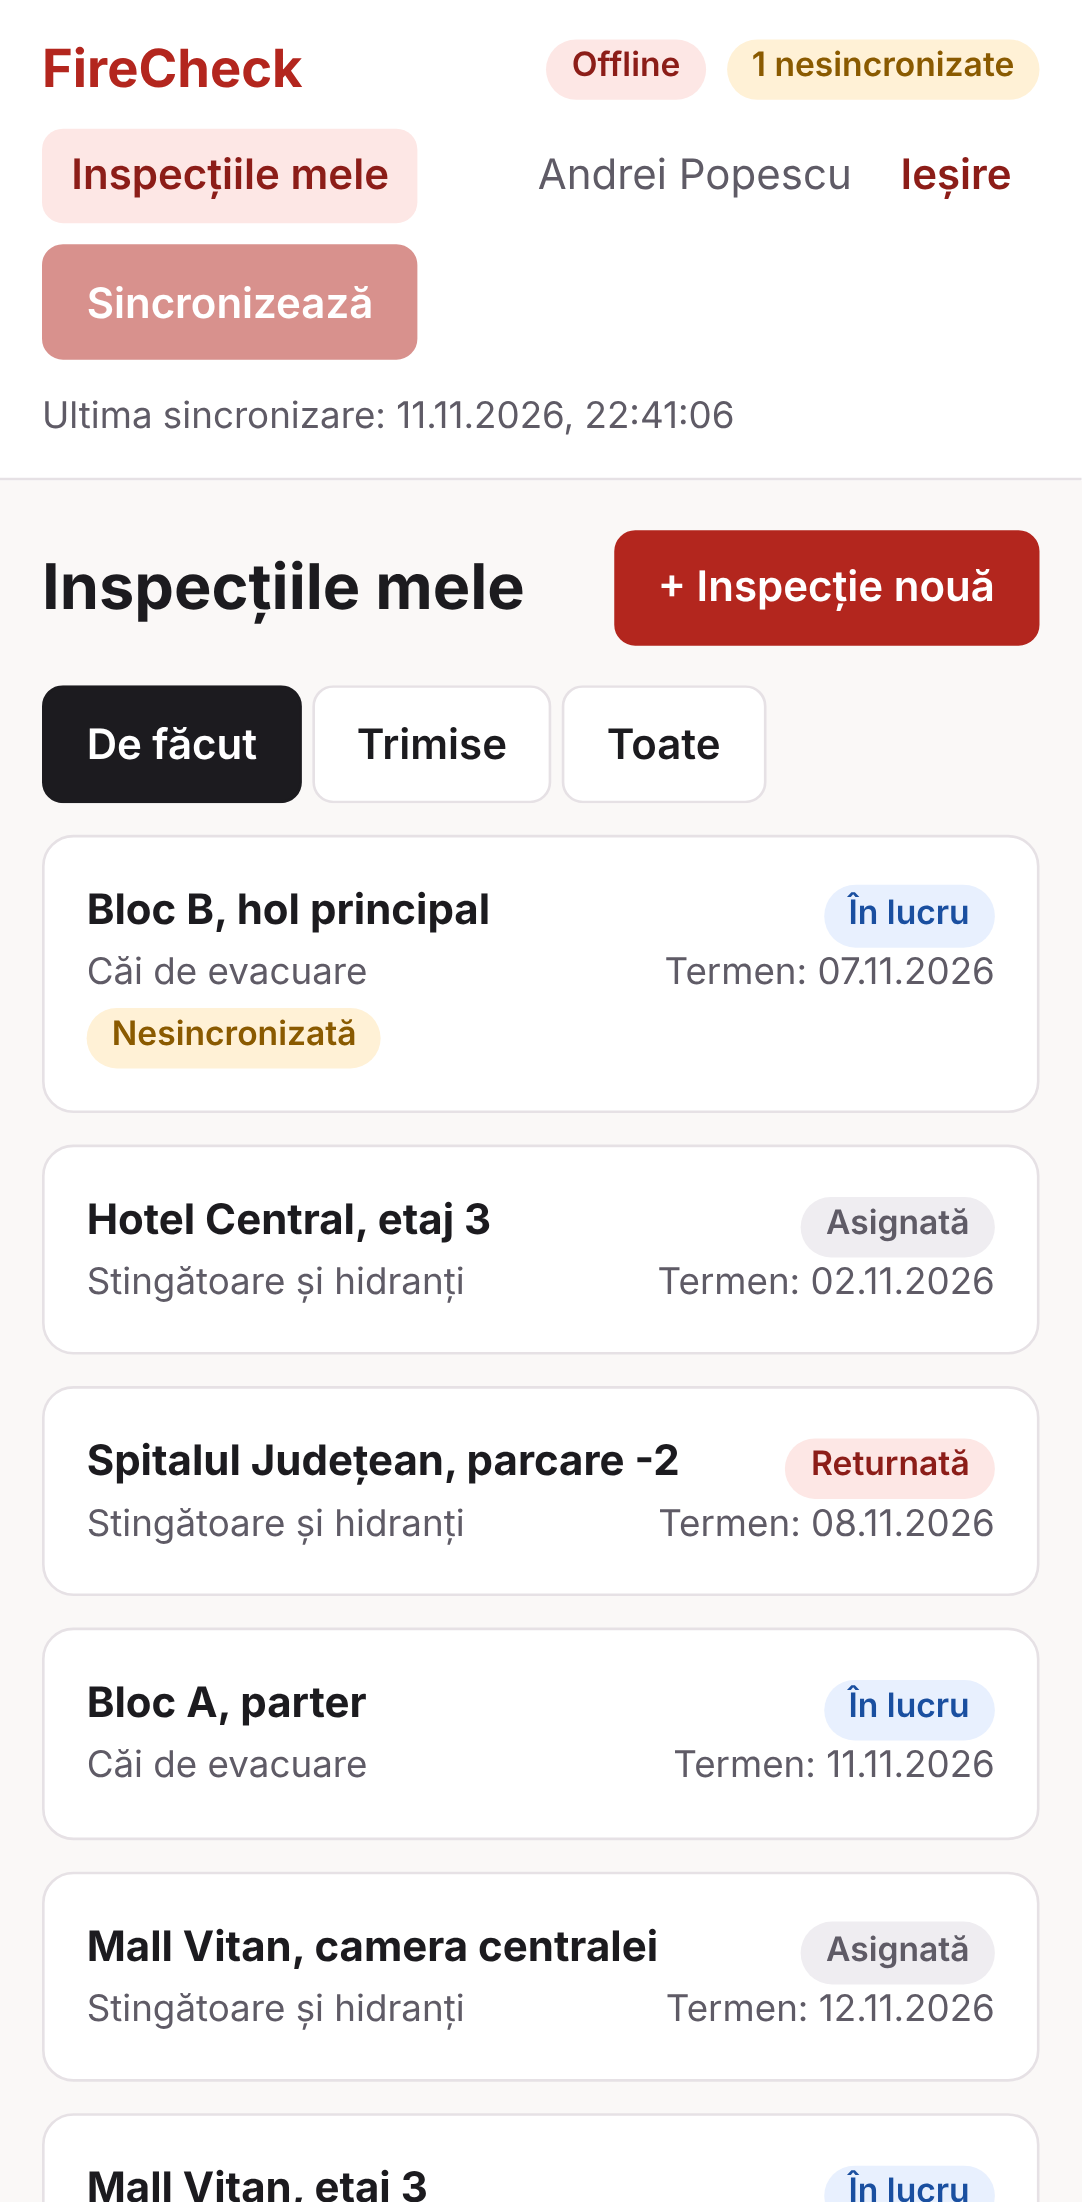 FireCheck
Offline
1 nesincronizate
Inspecțiile mele
Andrei Popescu
Ieșire
Sincronizează
Ultima sincronizare: 11.11.2026, 22:41:06
Inspecțiile mele
+ Inspecție nouă
De făcut
Trimise
Toate
Bloc B, hol principal
În lucru
Căi de evacuare
Termen: 07.11.2026
Nesincronizată
Hotel Central, etaj 3
Asignată
Stingătoare și hidranți
Termen: 02.11.2026
Spitalul Județean, parcare -2
Returnată
Stingătoare și hidranți
Termen: 08.11.2026
Bloc A, parter
În lucru
Căi de evacuare
Termen: 11.11.2026
Mall Vitan, camera centralei
Asignată
Stingătoare și hidranți
Termen: 12.11.2026
Mall Vitan, etaj 3
În lucru